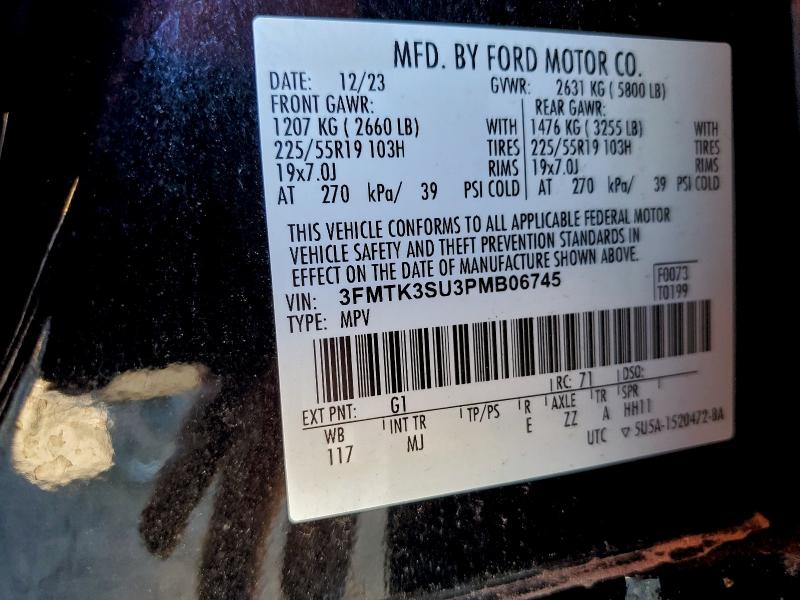 MFD. BY FORD MOTOR CO.
DATE: 12/23 GVWR: 2631 KG ( 5800 LB)
FRONT GAWR: REAR GAWR:
1207 KG ( 2660 LB) WITH 1476 KG ( 3255 LB) WITH
225/55R19 103H TIRES 225/55R19 103H TIRES
19x7.0J RIMS 19x7.0J RIMS
AT 270 kPa/ 39 PSI COLD AT 270 kPa/ 39 PSI COLD
THIS VEHICLE CONFORMS TO ALL APPLICABLE FEDERAL MOTOR
VEHICLE SAFETY AND THEFT PREVENTION STANDARDS IN
EFFECT ON THE DATE OF MANUFACTURE SHOWN ABOVE.
VIN: 3FMTK3SU3PMB06745 F0073
TYPE: MPV T0199
EXT PNT: G1 RC: 71 DSO:
WB INT TR TP/PS R AXLE TR SPR
117 MJ E ZZ A HH11
UTC ▽ 5U5A-1520472-BA